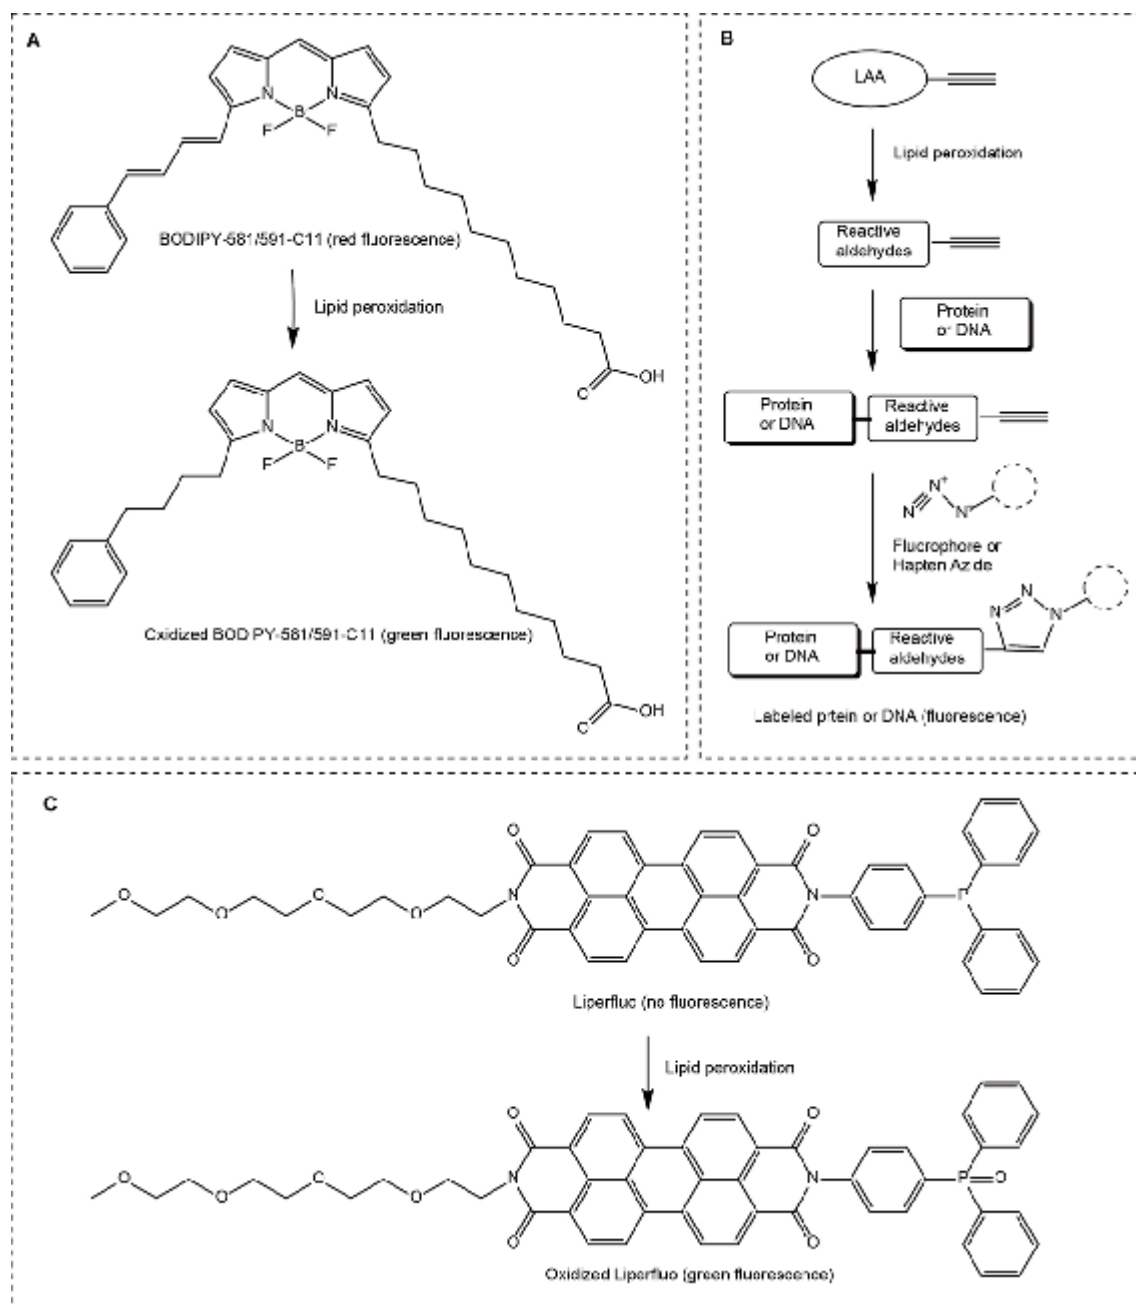 A
N
N
B
F
F
BODIPY-581/591-C11 (red fluorescence)
Lipid peroxidation
OH
O
N
N
B
F
F
Oxidized BODIPY-581/591-C11 (green fluorescence)
OH
O
B
LAA
Lipid peroxidation
Reactive
aldehydes
Protein
or DNA
Protein
or DNA
Reactive
aldehydes
N
N+
N-
Fluorophore or
Hapten Azide
N
N
N
Protein
or DNA
Reactive
aldehydes
Labeled prtein or DNA (fluorescence)
C
O
O
O
O
O
O
N
N
P
O
O
Liperfluo (no fluorescence)
Lipid peroxidation
O
O
O
O
O
O
N
N
P
O
O
O
Oxidized Liperfluo (green fluorescence)